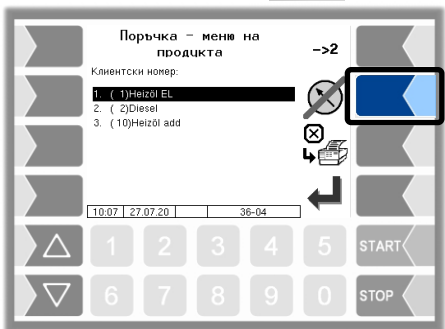 Поръчка - меню на
продукта
->2
Клиентски номер:
1. ( 1)Heizöl EL
2. ( 2)Diesel
3. ( 10)Heizöl add
10:07 27.07.20 36-04
1 2 3 4 5 START
6 7 8 9 0 STOP